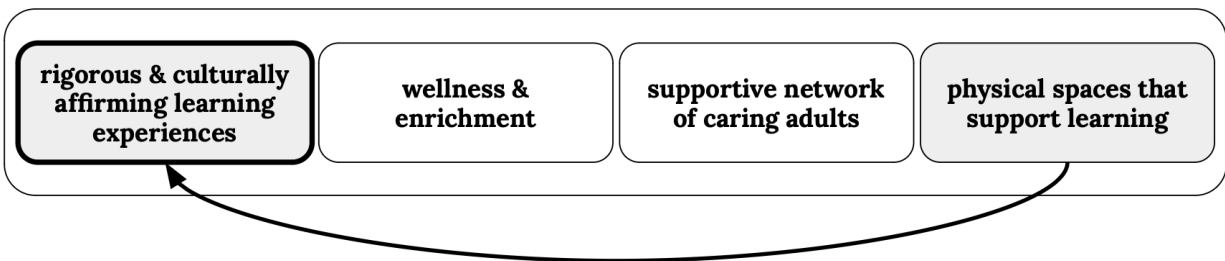 rigorous & culturally
affirming learning
experiences
wellness &
enrichment
supportive network
of caring adults
physical spaces that
support learning